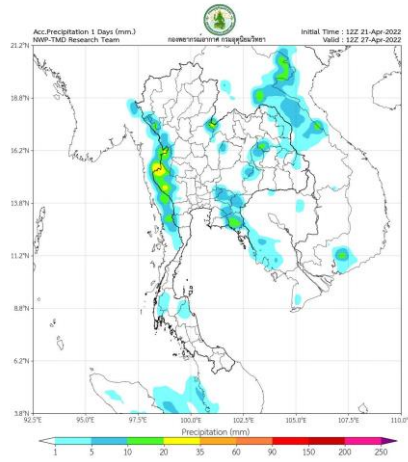 Acc.Precipitation 1 Days (mm.)
NWP-TMD Research Team
กองพยากรณ์อากาศ กรมอุตุนิยมวิทยา
Initial Time : 12Z 21-Apr-2022
Valid : 12Z 27-Apr-2022
21.2°N
18.8°N
16.2°N
13.8°N
11.2°N
8.8°N
6.2°N
3.8°N
92.5°E 95.0°E 97.5°E 100.0°E 102.5°E 105.0°E 107.5°E 110.0°E
Precipitation (mm)
1 5 10 20 35 60 90 150 200 250